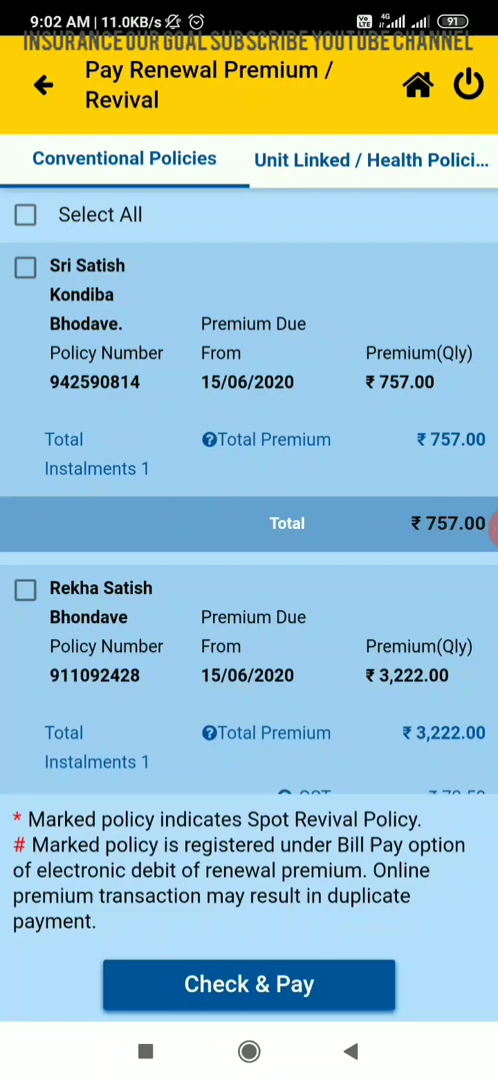 9:02 AM | 11.0KB/s
Vo
LTE
4G
91
INSURANCE OUR GOAL SUBSCRIBE YOUTUBE CHANNEL
Pay Renewal Premium /
Revival
Conventional Policies
Unit Linked / Health Polici...
Select All
Sri Satish
Kondiba
Bhodave.
Premium Due
Policy Number
From
Premium(Qly)
942590814
15/06/2020
₹ 757.00
Total
Instalments 1
?Total Premium
₹ 757.00
Total
₹ 757.00
Rekha Satish
Bhondave
Premium Due
Policy Number
From
Premium(Qly)
911092428
15/06/2020
₹ 3,222.00
Total
Instalments 1
?Total Premium
₹ 3,222.00
* Marked policy indicates Spot Revival Policy.
# Marked policy is registered under Bill Pay option
of electronic debit of renewal premium. Online
premium transaction may result in duplicate
payment.
Check & Pay